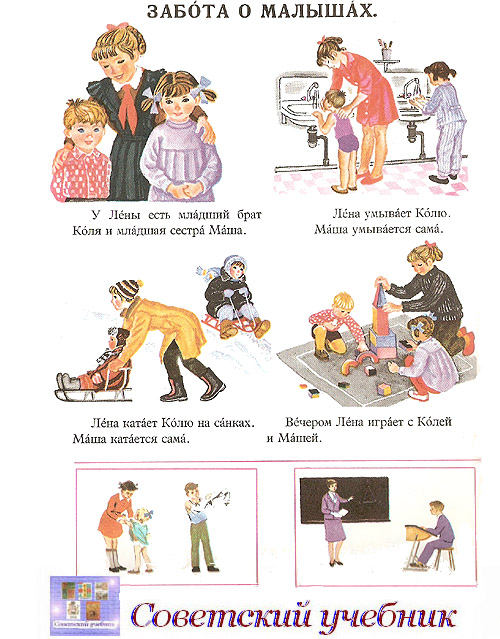 ЗАБО́ТА О МАЛЫША́Х.
У Ле́ны есть мла́дший брат
Ко́ля и мла́дшая сестра́ Ма́ша.
Ле́на умыва́ет Ко́лю.
Ма́ша умыва́ется сама́.
Ле́на ката́ет Ко́лю на са́нках.
Ма́ша ката́ется сама́.
Ве́чером Ле́на игра́ет с Ко́лей
и Ма́шей.
Советский учебник
Советский учебник